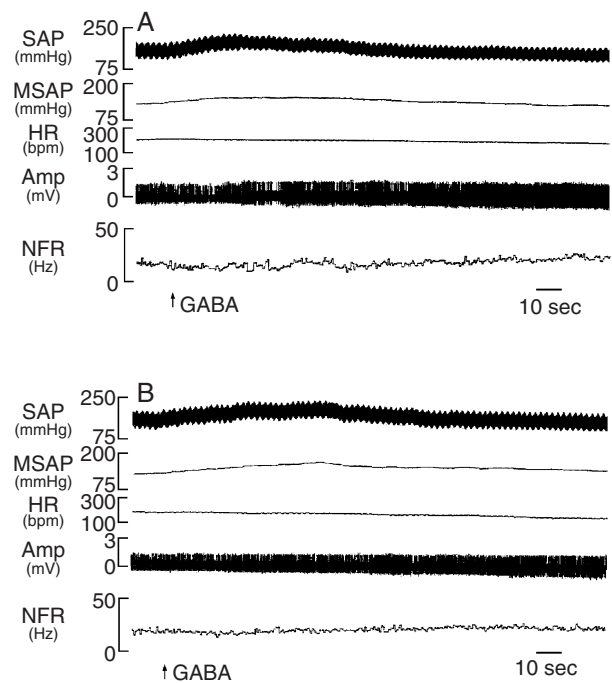 A
SAP
(mmHg)
250
75
MSAP
(mmHg)
200
75
HR
(bpm)
300
100
Amp
(mV)
3
0
NFR
(Hz)
50
0
GABA
10 sec
B
SAP
(mmHg)
250
75
MSAP
(mmHg)
200
75
HR
(bpm)
300
100
Amp
(mV)
3
0
NFR
(Hz)
50
0
GABA
10 sec